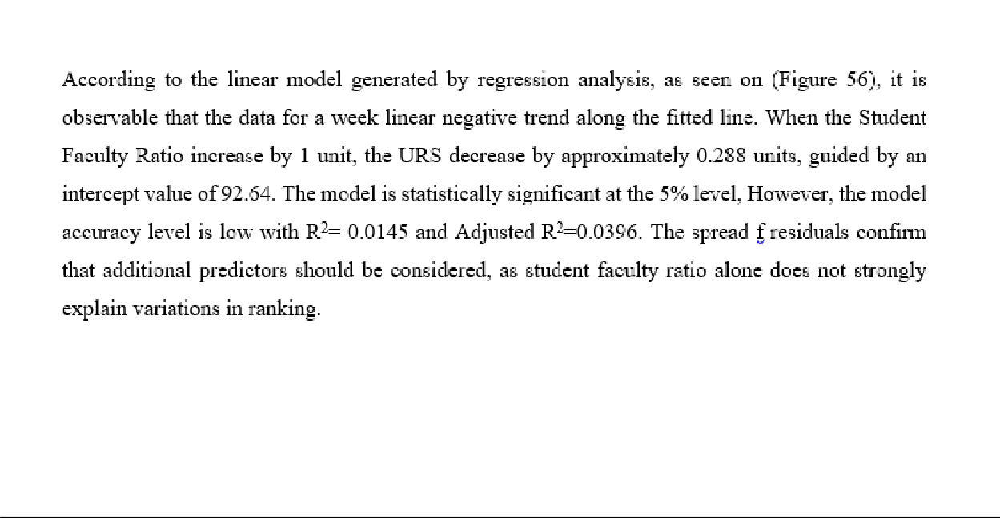 According to the linear model generated by regression analysis, as seen on (Figure 56), it is
observable that the data for a week linear negative trend along the fitted line. When the Student
Faculty Ratio increase by 1 unit, the URS decrease by approximately 0.288 units, guided by an
intercept value of 92.64. The model is statistically significant at the 5% level, However, the model
accuracy level is low with R²= 0.0145 and Adjusted R²=0.0396. The spread f residuals confirm
that additional predictors should be considered, as student faculty ratio alone does not strongly
explain variations in ranking.